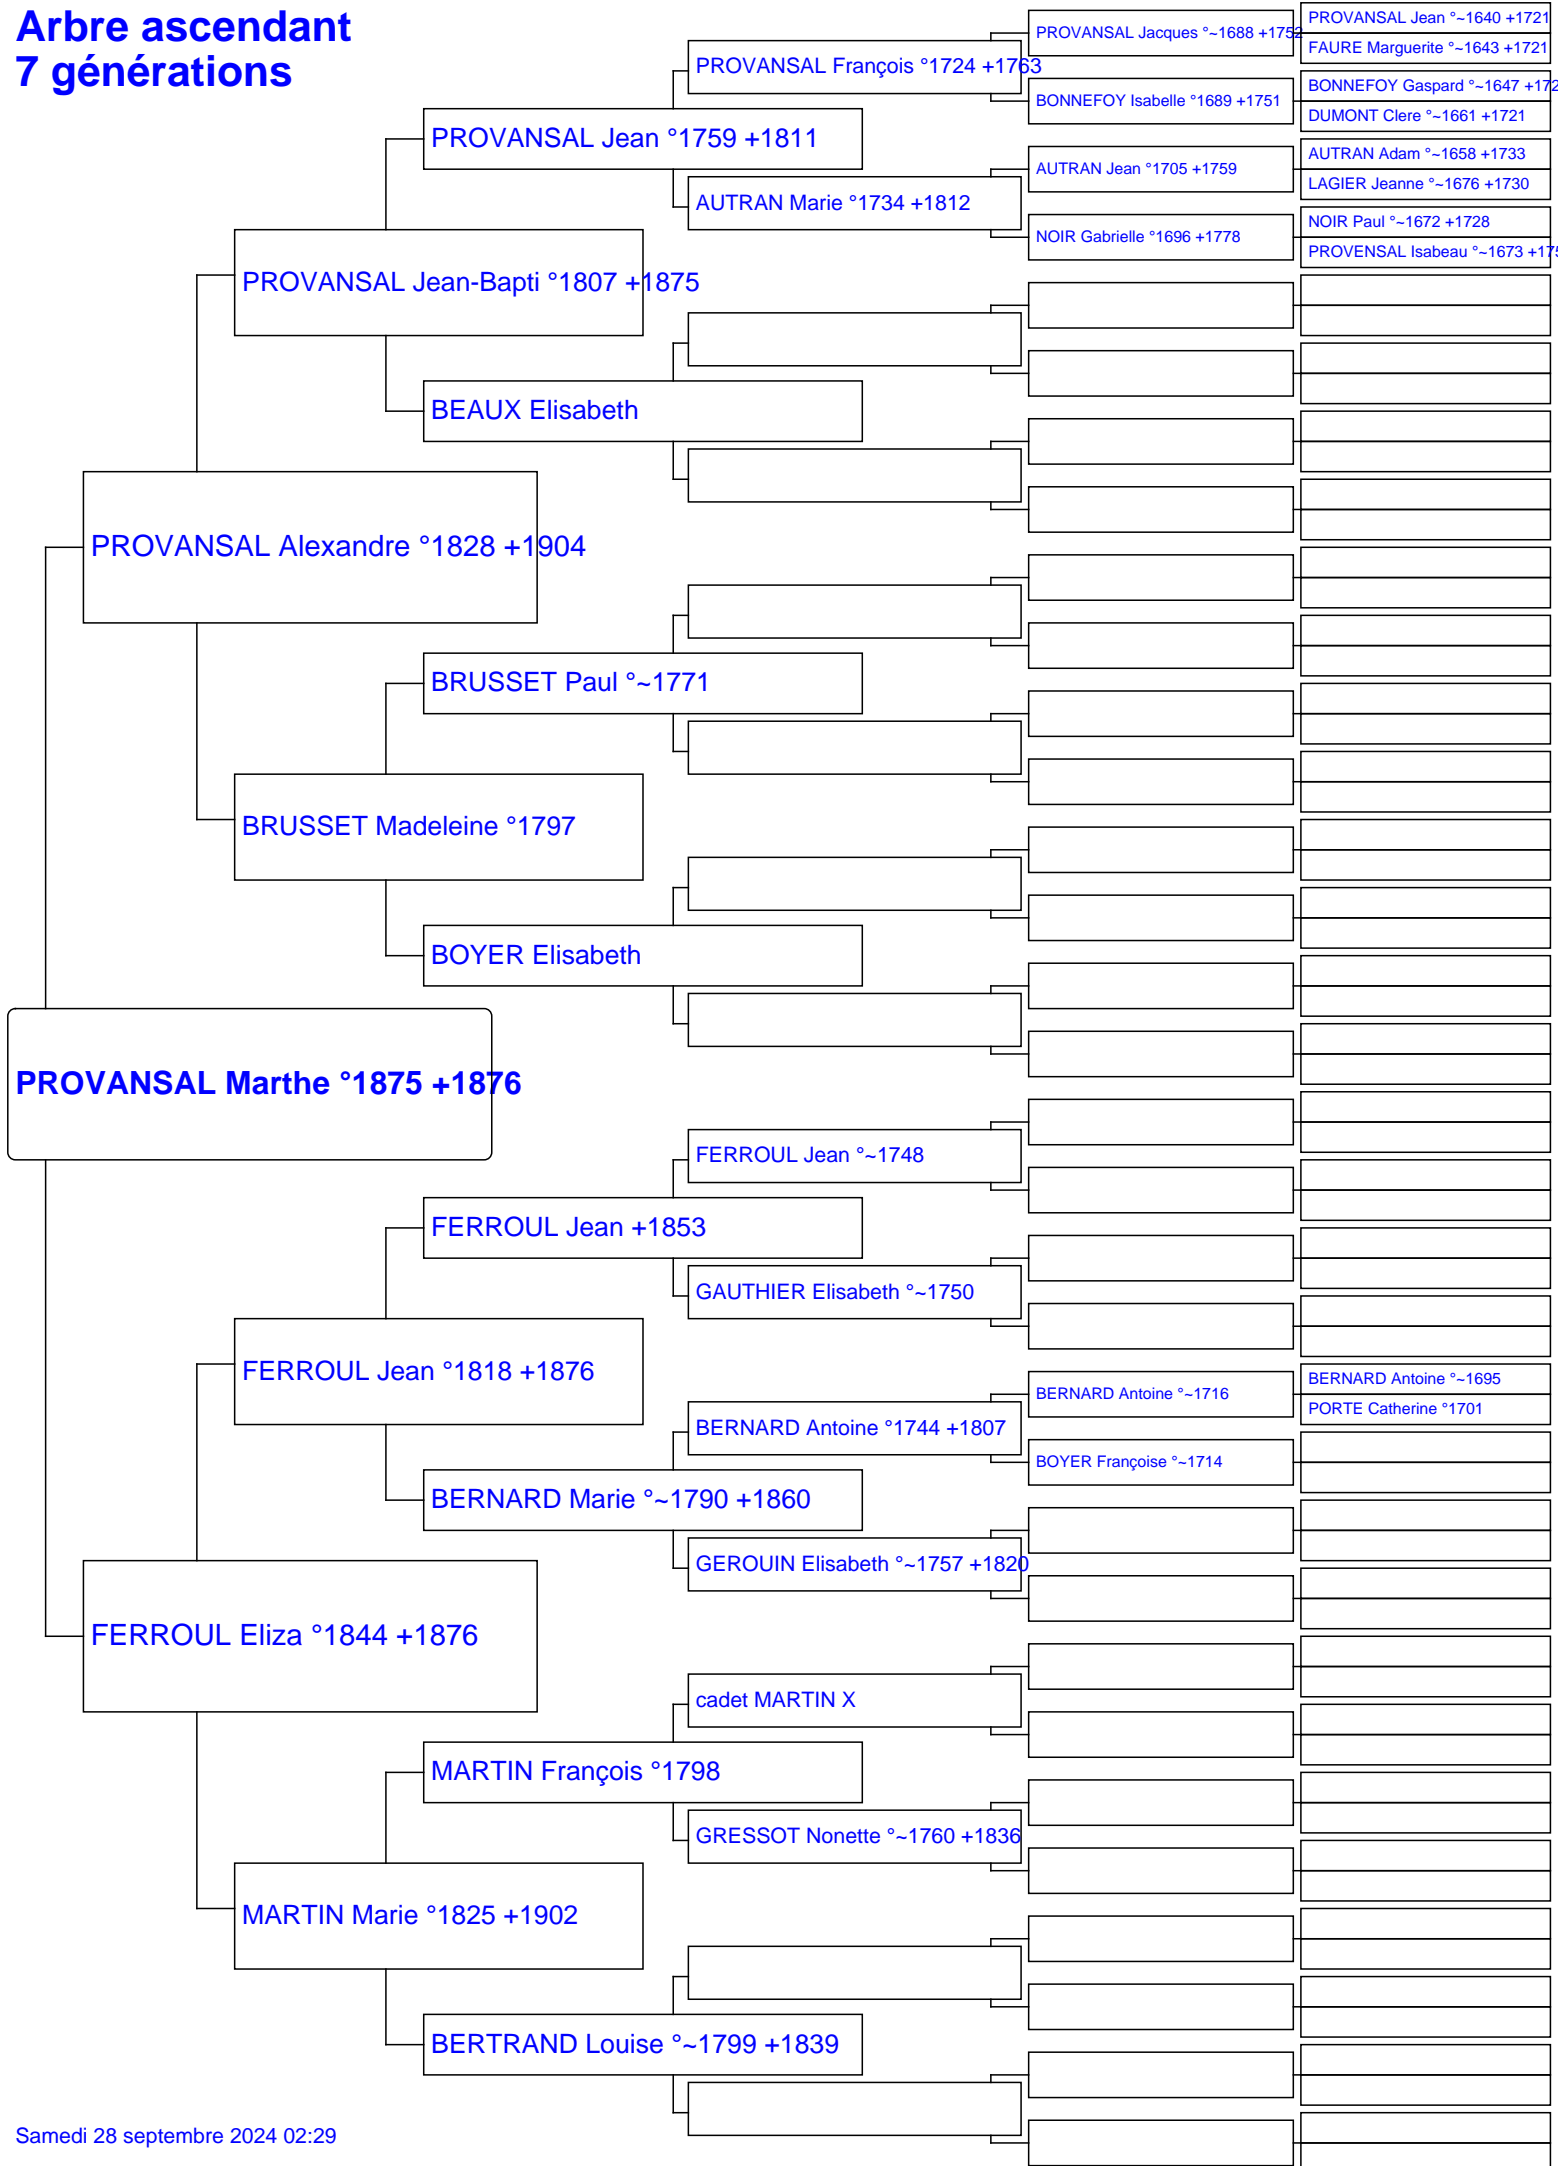 Arbre ascendant
7 générations
PROVANSAL Marthe °1875 +1876
PROVANSAL Alexandre °1828 +1904
FERROUL Eliza °1844 +1876
PROVANSAL Jean-Bapti °1807 +1875
BRUSSET Madeleine °1797
FERROUL Jean °1818 +1876
MARTIN Marie °1825 +1902
PROVANSAL Jean °1759 +1811
BEAUX Elisabeth
BRUSSET Paul °~1771
BOYER Elisabeth
FERROUL Jean +1853
BERNARD Marie °~1790 +1860
MARTIN François °1798
BERTRAND Louise °~1799 +1839
PROVANSAL François °1724 +1763
AUTRAN Marie °1734 +1812
FERROUL Jean °~1748
GAUTHIER Elisabeth °~1750
BERNARD Antoine °1744 +1807
GEROUIN Elisabeth °~1757 +1820
cadet MARTIN X
GRESSOT Nonette °~1760 +1836
PROVANSAL Jacques °~1688 +1752
BONNEFOY Isabelle °1689 +1751
AUTRAN Jean °1705 +1759
NOIR Gabrielle °1696 +1778
BERNARD Antoine °~1716
BOYER Françoise °~1714
PROVANSAL Jean °~1640 +1721
FAURE Marguerite °~1643 +1721
BONNEFOY Gaspard °~1647 +172
DUMONT Clere °~1661 +1721
AUTRAN Adam °~1658 +1733
LAGIER Jeanne °~1676 +1730
NOIR Paul °~1672 +1728
PROVENSAL Isabeau °~1673 +175
BERNARD Antoine °~1695
PORTE Catherine °1701
Samedi 28 septembre 2024 02:29